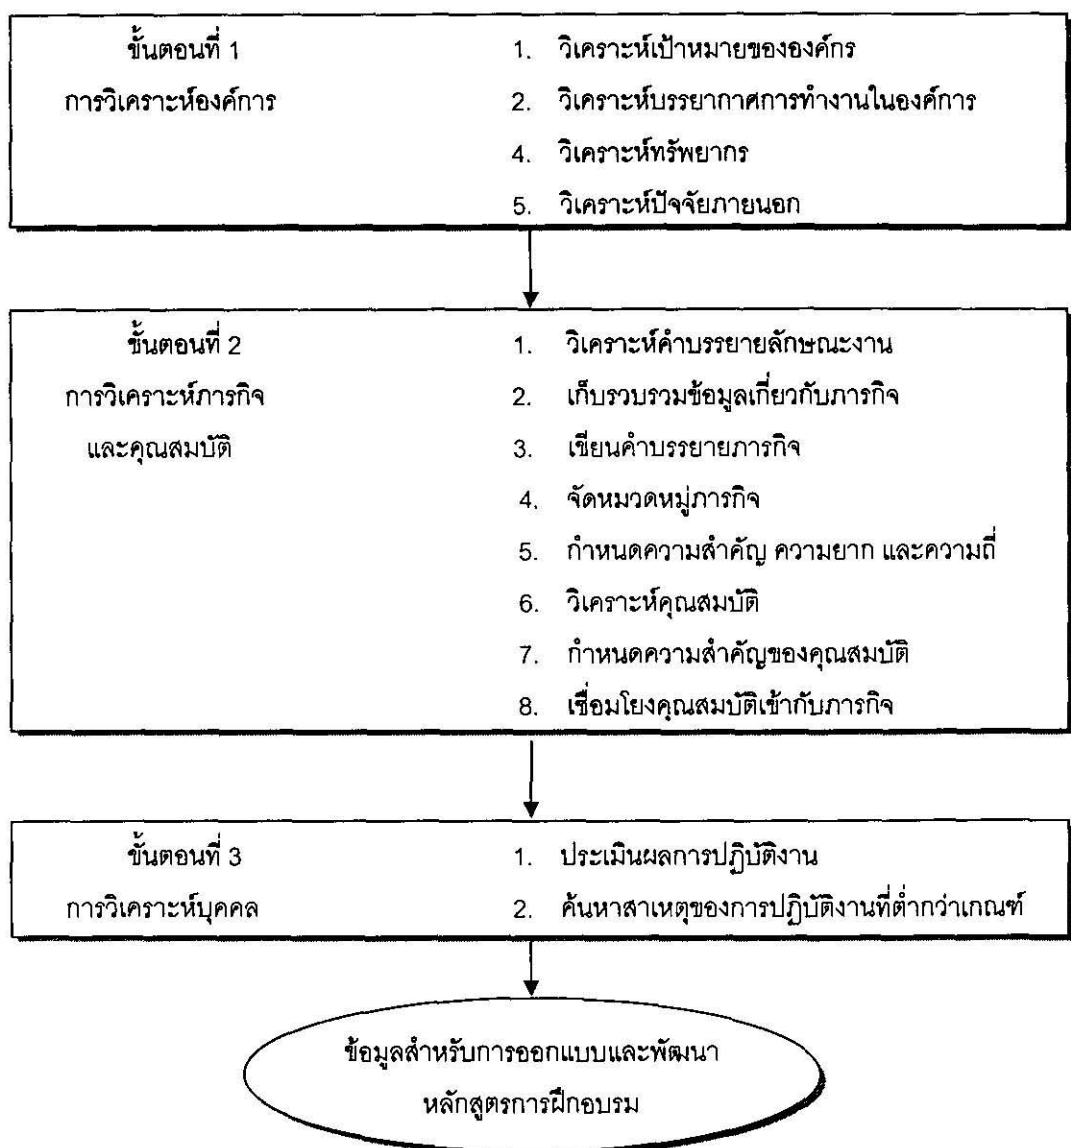 ขั้นตอนที่ 1
การวิเคราะห์องค์การ
1. วิเคราะห์เป้าหมายขององค์กร
2. วิเคราะห์บรรยากาศการทำงานในองค์การ
4. วิเคราะห์ทรัพยากร
5. วิเคราะห์ปัจจัยภายนอก
ขั้นตอนที่ 2
การวิเคราะห์ภารกิจ
และคุณสมบัติ
1. วิเคราะห์คำบรรยายลักษณะงาน
2. เก็บรวบรวมข้อมูลเกี่ยวกับภารกิจ
3. เขียนคำบรรยายภารกิจ
4. จัดหมวดหมู่ภารกิจ
5. กำหนดความสำคัญ ความยาก และความถี่
6. วิเคราะห์คุณสมบัติ
7. กำหนดความสำคัญของคุณสมบัติ
8. เชื่อมโยงคุณสมบัติเข้ากับภารกิจ
ขั้นตอนที่ 3
การวิเคราะห์บุคคล
1. ประเมินผลการปฏิบัติงาน
2. ค้นหาสาเหตุของการปฏิบัติงานที่ต่ำกว่าเกณฑ์
ข้อมูลสำหรับการออกแบบและพัฒนา
หลักสูตรการฝึกอบรม